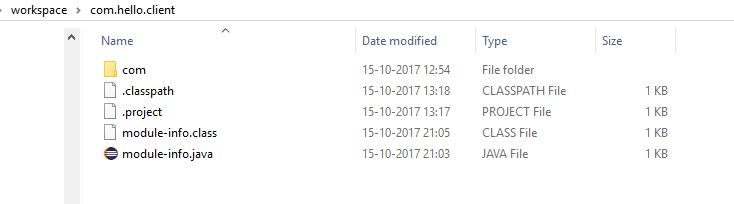 workspace > com.hello.client
Name Date modified Type Size
com 15-10-2017 12:54 File folder
.classpath 15-10-2017 13:18 CLASSPATH File 1 KB
.project 15-10-2017 13:17 PROJECT File 1 KB
module-info.class 15-10-2017 21:05 CLASS File 1 KB
module-info.java 15-10-2017 21:03 JAVA File 1 KB